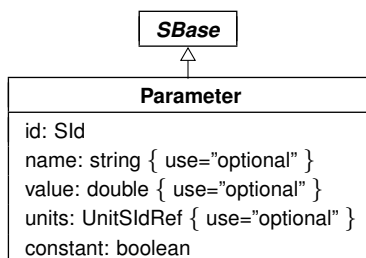 SBase
Parameter
id: SId
name: string { use=”optional” }
value: double { use=”optional” }
units: UnitSIdRef { use=”optional” }
constant: boolean